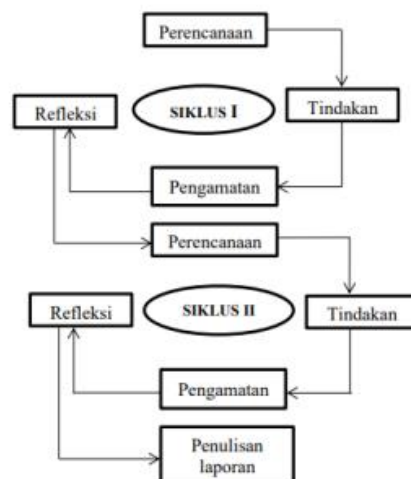 Perencanaan
Refleksi
SIKLUS I
Tindakan
Pengamatan
Perencanaan
Refleksi
SIKLUS II
Tindakan
Pengamatan
Penulisan
laporan